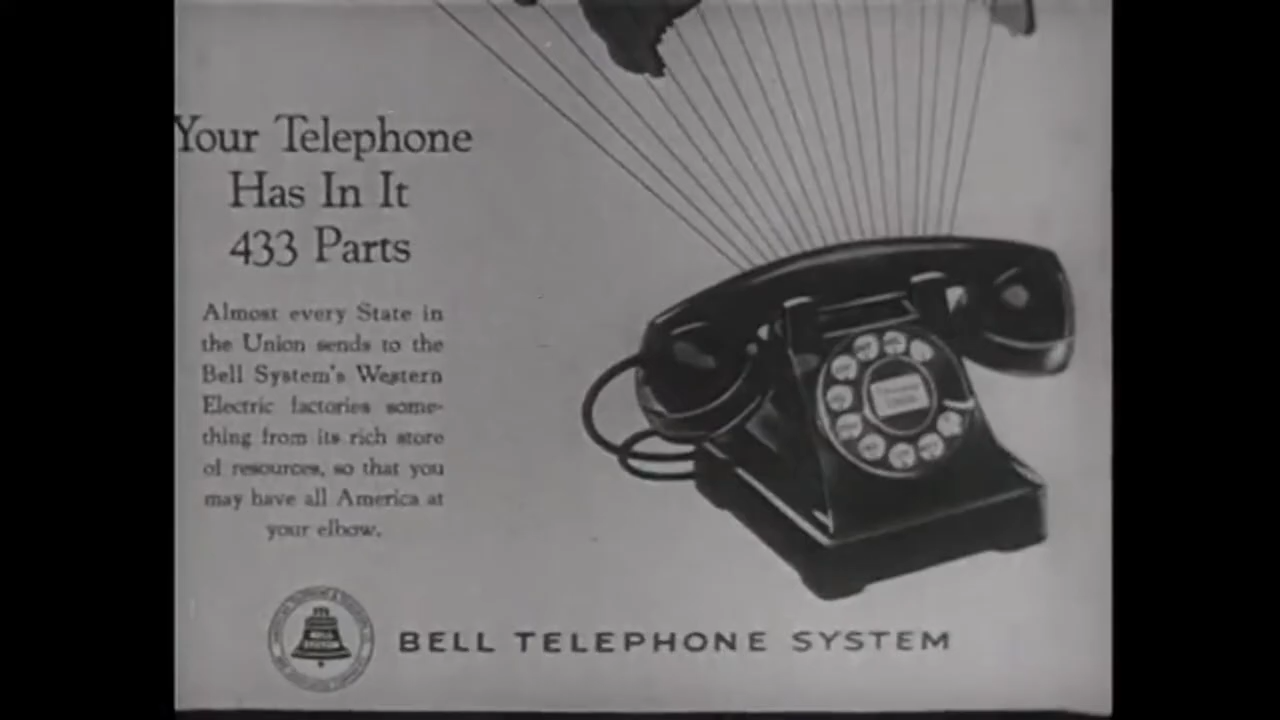 Your Telephone
Has In It
433 Parts
Almost every State in
the Union sends to the
Bell System's Western
Electric factories some-
thing from its rich store
of resources, so that you
may have all America at
your elbow.
BELL
SYSTEM
BELL TELEPHONE SYSTEM